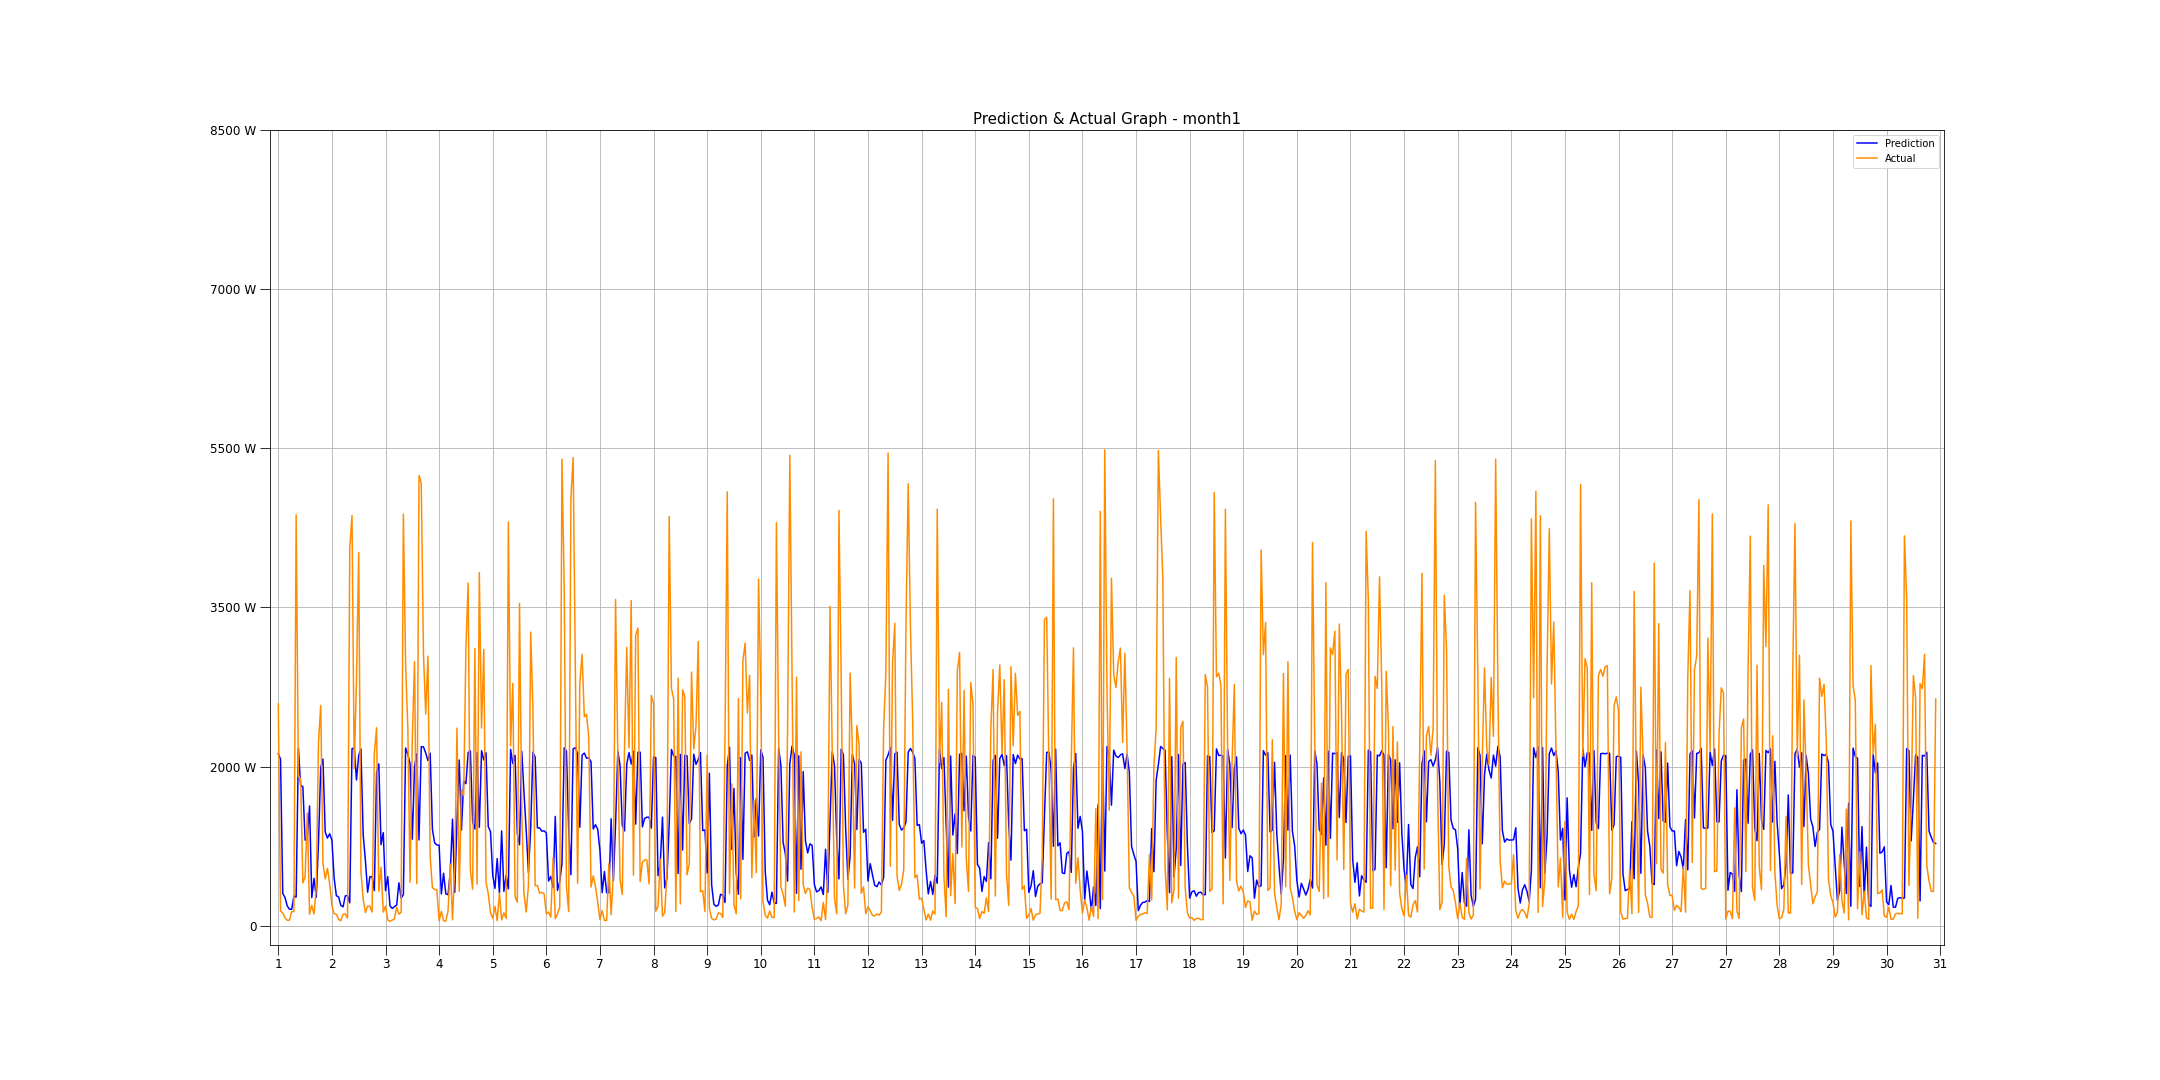 Prediction & Actual Graph - month1
8500 W
7000 W
5500 W
3500 W
2000 W
0
Prediction
Actual
1 2 3 4 5 6 7 8 9 10 11 12 13 14 15 16 17 18 19 20 21 22 23 24 25 26 27 27 28 29 30 31